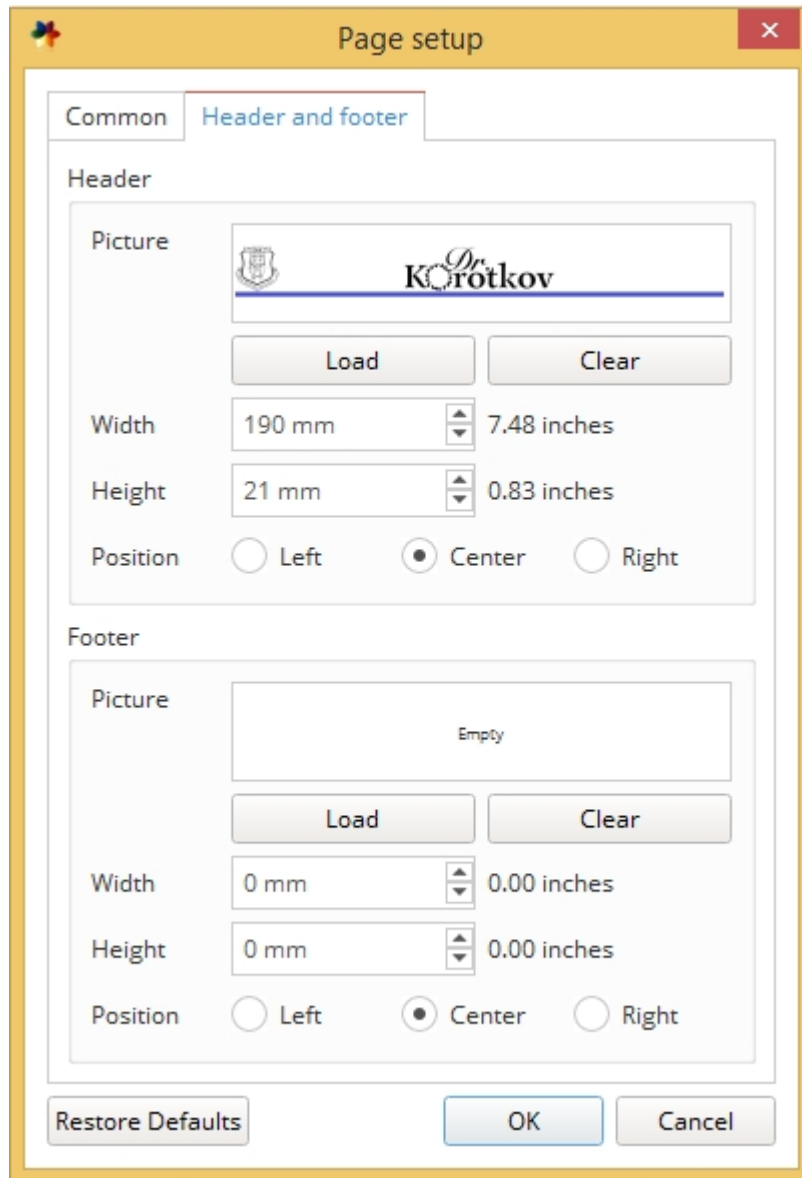 Page setup
Common
Header and footer
Header
Picture
Dr.
Korotkov
Load
Clear
Width
190 mm
7.48 inches
Height
21 mm
0.83 inches
Position
Left
Center
Right
Footer
Picture
Empty
Load
Clear
Width
0 mm
0.00 inches
Height
0 mm
0.00 inches
Position
Left
Center
Right
Restore Defaults
OK
Cancel